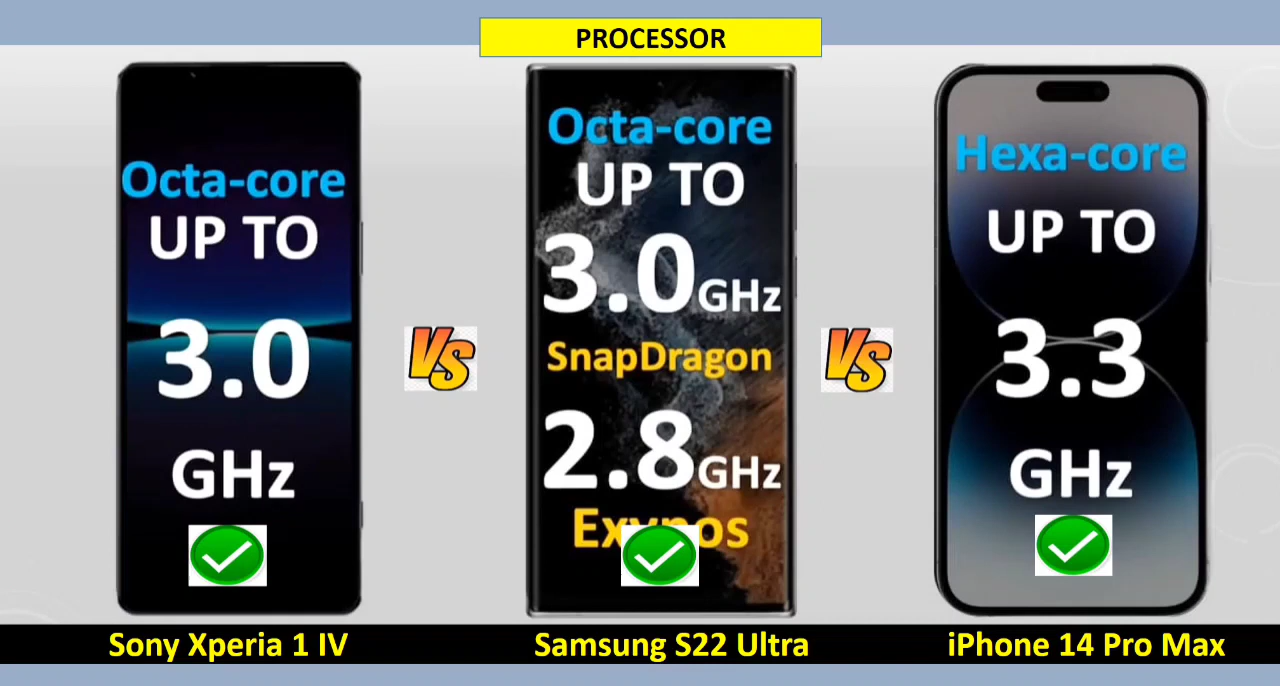 PROCESSOR
Octa-core
UP TO
3.0
GHz
Sony Xperia 1 IV
VS
Octa-core
UP TO
3.0GHz
SnapDragon
2.8GHz
Exynos
Samsung S22 Ultra
VS
Hexa-core
UP TO
3.3
GHz
iPhone 14 Pro Max